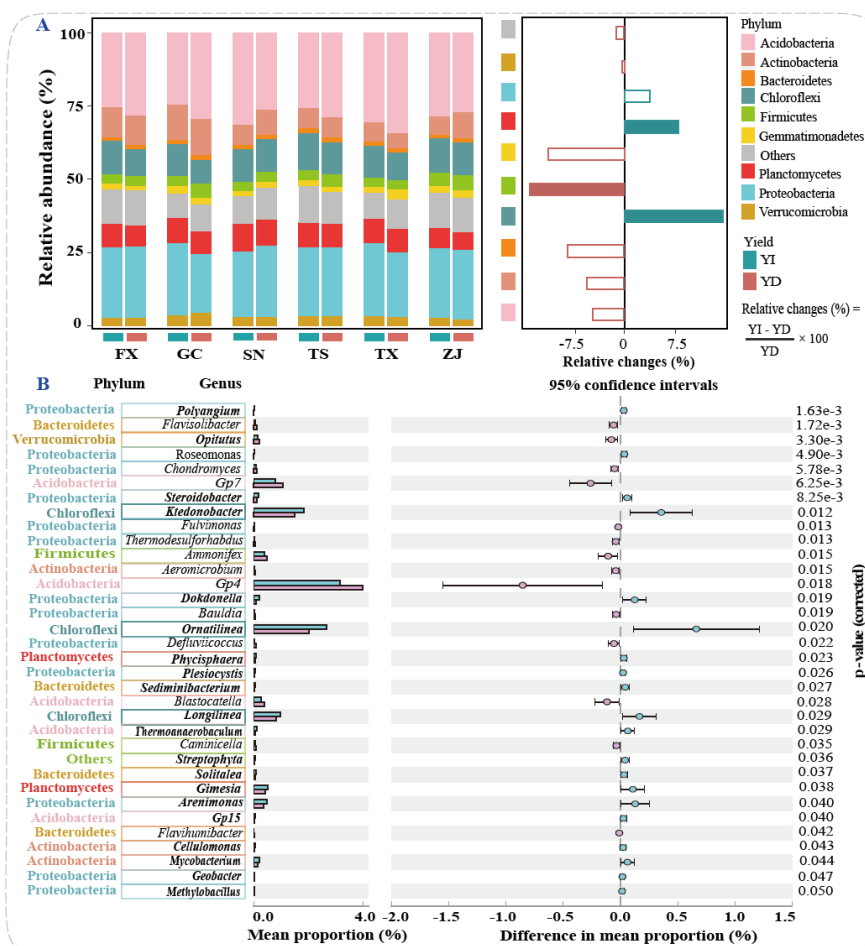 A
Relative abundance (%)
100
75
50
25
0
FX GC SN TS TX ZJ
-7.5 0 7.5
Relative changes (%)
Phylum
Acidobacteria
Actinobacteria
Bacteroidetes
Chloroflexi
Firmicutes
Gemmatimonadetes
Others
Planctomycetes
Proteobacteria
Verrucomicrobia
Yield
YI
YD
Relative changes (%) =
YI - YD
YD
× 100
B
Phylum Genus 95% confidence intervals
Proteobacteria Polyangium 1.63e-3
Bacteroidetes Flavisolibacter 1.72e-3
Verrucomicrobia Opitutus 3.30e-3
Proteobacteria Roseomonas 4.90e-3
Proteobacteria Chondromyces 5.78e-3
Acidobacteria Gp7 6.25e-3
Proteobacteria Steroidobacter 8.25e-3
Chloroflexi Ktedonobacter 0.012
Proteobacteria Fulvimonas 0.013
Proteobacteria Thermodesulforhabdus 0.013
Firmicutes Ammonifex 0.015
Actinobacteria Aeromicrobium 0.015
Acidobacteria Gp4 0.018
Proteobacteria Dokdonella 0.019
Proteobacteria Bauldia 0.019
Chloroflexi Ornatilinea 0.020
Proteobacteria Defluviicoccus 0.022
Planctomycetes Phycisphaera 0.023
Proteobacteria Plesiocystis 0.026
Bacteroidetes Sediminibacterium 0.027
Acidobacteria Blastocatella 0.028
Chloroflexi Longilinea 0.029
Acidobacteria Thermoanaerobaculum 0.029
Firmicutes Caminicella 0.035
Others Streptophyta 0.036
Bacteroidetes Solitalea 0.037
Planctomycetes Gimesia 0.038
Proteobacteria Arenimonas 0.040
Acidobacteria Gp15 0.040
Bacteroidetes Flavihumibacter 0.042
Actinobacteria Cellulomonas 0.043
Actinobacteria Mycobacterium 0.044
Proteobacteria Geobacter 0.047
Proteobacteria Methylobacillus 0.050
p-value (corrected)
0.0 4.0 -2.0 -1.5 -1.0 -0.5 0.0 0.5 1.0 1.5
Mean proportion (%) Difference in mean proportion (%)